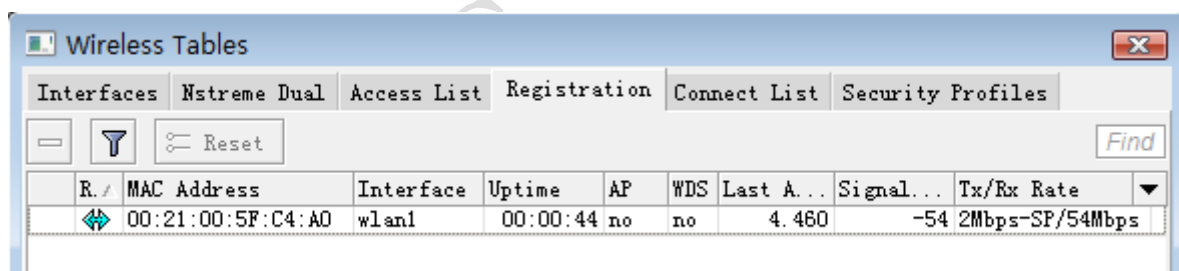 Wireless Tables
Interfaces Nstreme Dual Access List Registration Connect List Security Profiles
Reset Find
R. MAC Address Interface Uptime AP WDS Last A... Signal... Tx/Rx Rate
00:21:00:5F:C4:A0 wlan1 00:00:44 no no 4.460 -54 2Mbps-SP/54Mbps